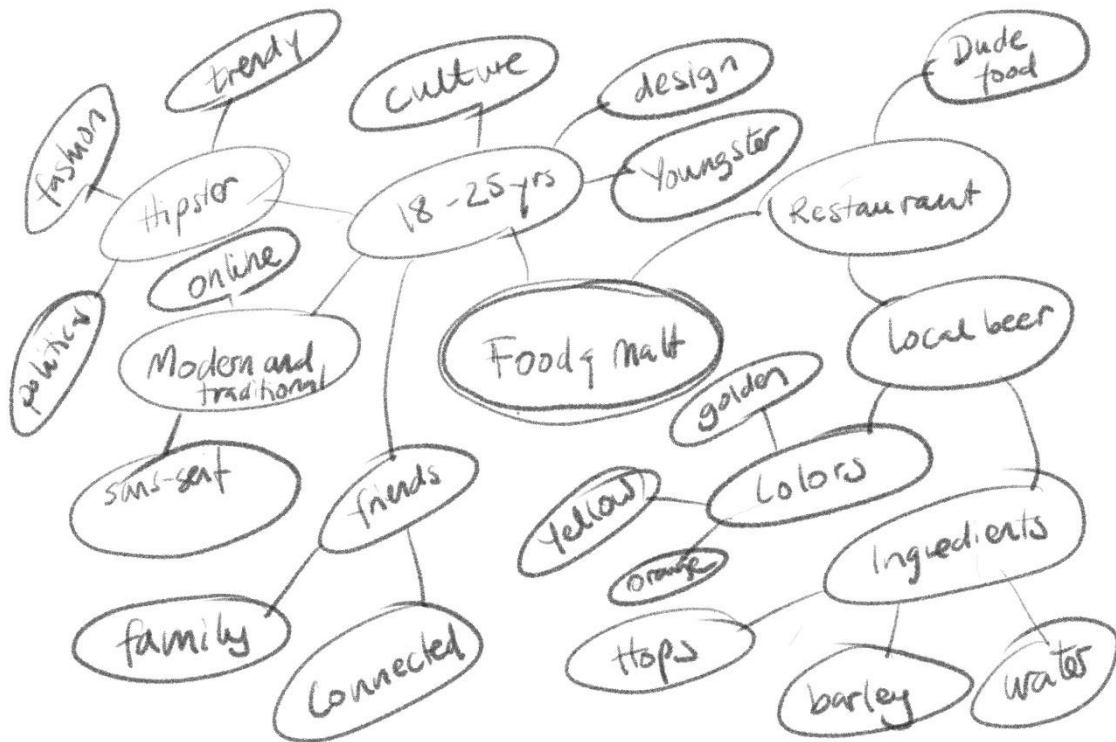 trendy
culture
design
Dude
food
fashion
Hipster
18-25 yrs
Youngster
Restaurant
online
political
Modern and
traditional
Food & Malt
Local beer
golden
sans-serif
friends
Yellow
Colors
orange
Ingredients
family
Connected
Hops
barley
water